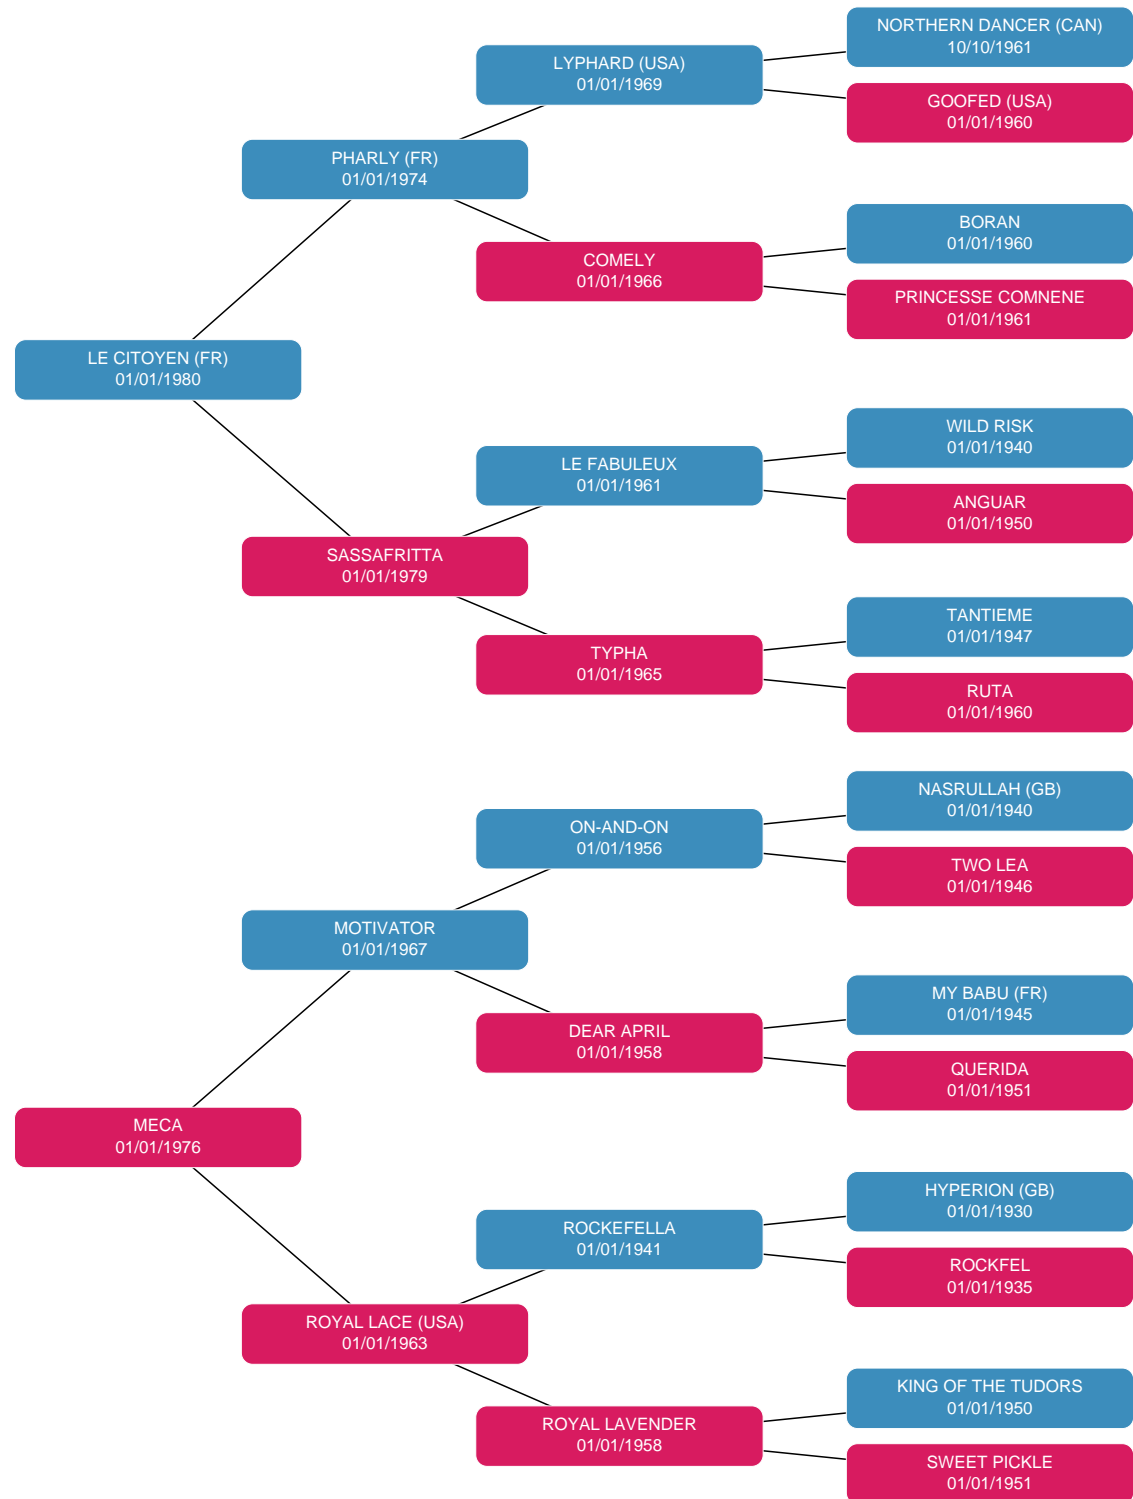 NORTHERN DANCER (CAN)
10/10/1961
LYPHARD (USA)
01/01/1969
GOOFED (USA)
01/01/1960
PHARLY (FR)
01/01/1974
BORAN
01/01/1960
COMELY
01/01/1966
PRINCESSE COMNENE
01/01/1961
LE CITOYEN (FR)
01/01/1980
WILD RISK
01/01/1940
LE FABULEUX
01/01/1961
ANGUAR
01/01/1950
SASSAFRITTA
01/01/1979
TANTIEME
01/01/1947
TYPHA
01/01/1965
RUTA
01/01/1960
NASRULLAH (GB)
01/01/1940
ON-AND-ON
01/01/1956
TWO LEA
01/01/1946
MOTIVATOR
01/01/1967
MY BABU (FR)
01/01/1945
DEAR APRIL
01/01/1958
QUERIDA
01/01/1951
MECA
01/01/1976
HYPERION (GB)
01/01/1930
ROCKEFELLA
01/01/1941
ROCKFEL
01/01/1935
ROYAL LACE (USA)
01/01/1963
KING OF THE TUDORS
01/01/1950
ROYAL LAVENDER
01/01/1958
SWEET PICKLE
01/01/1951